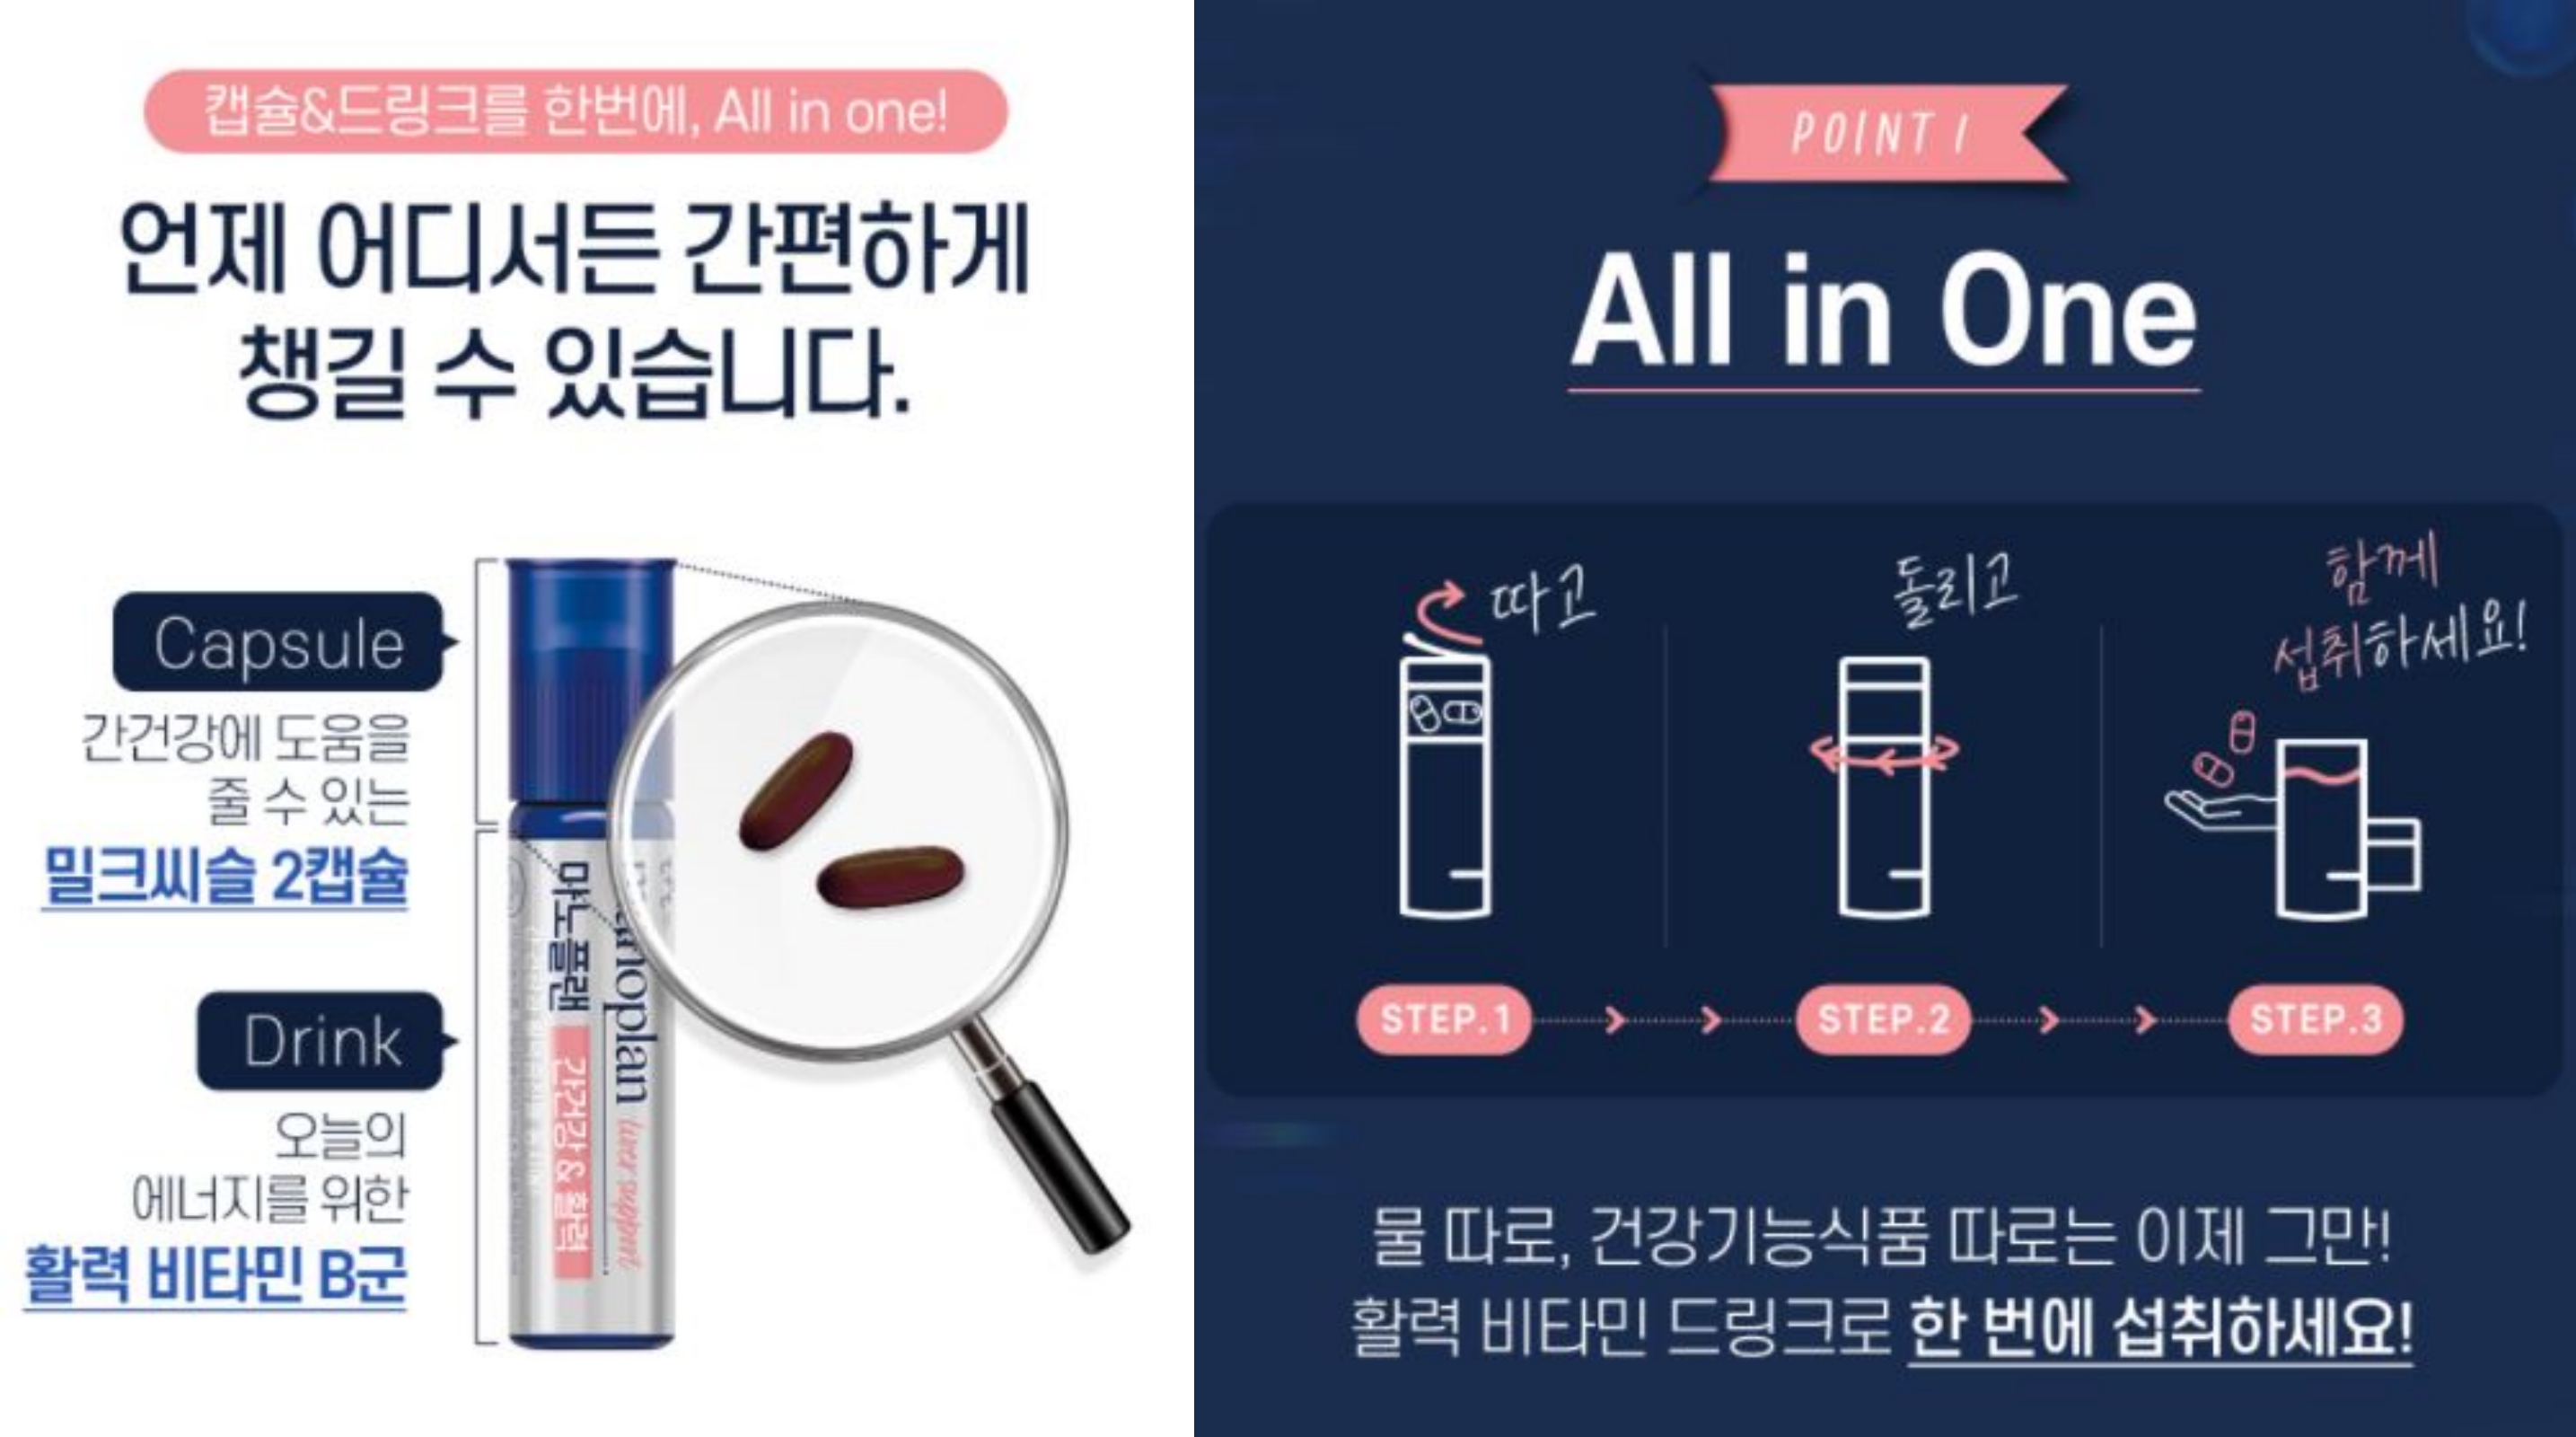 캡슐&드링크를 한번에, All in one!
언제 어디서든 간편하게
챙길 수 있습니다.
Capsule
간건강에 도움을
줄 수 있는
밀크씨슬 2캡슐
Drink
오늘의
에너지를 위한
활력 비타민 B군
마노플랜
간건강 & 활력
noplan
liver support
POINT 1
All in One
따고
돌리고
함께
섭취하세요!
STEP.1
STEP.2
STEP.3
물 따로, 건강기능식품 따로는 이제 그만!
활력 비타민 드링크로 한 번에 섭취하세요!